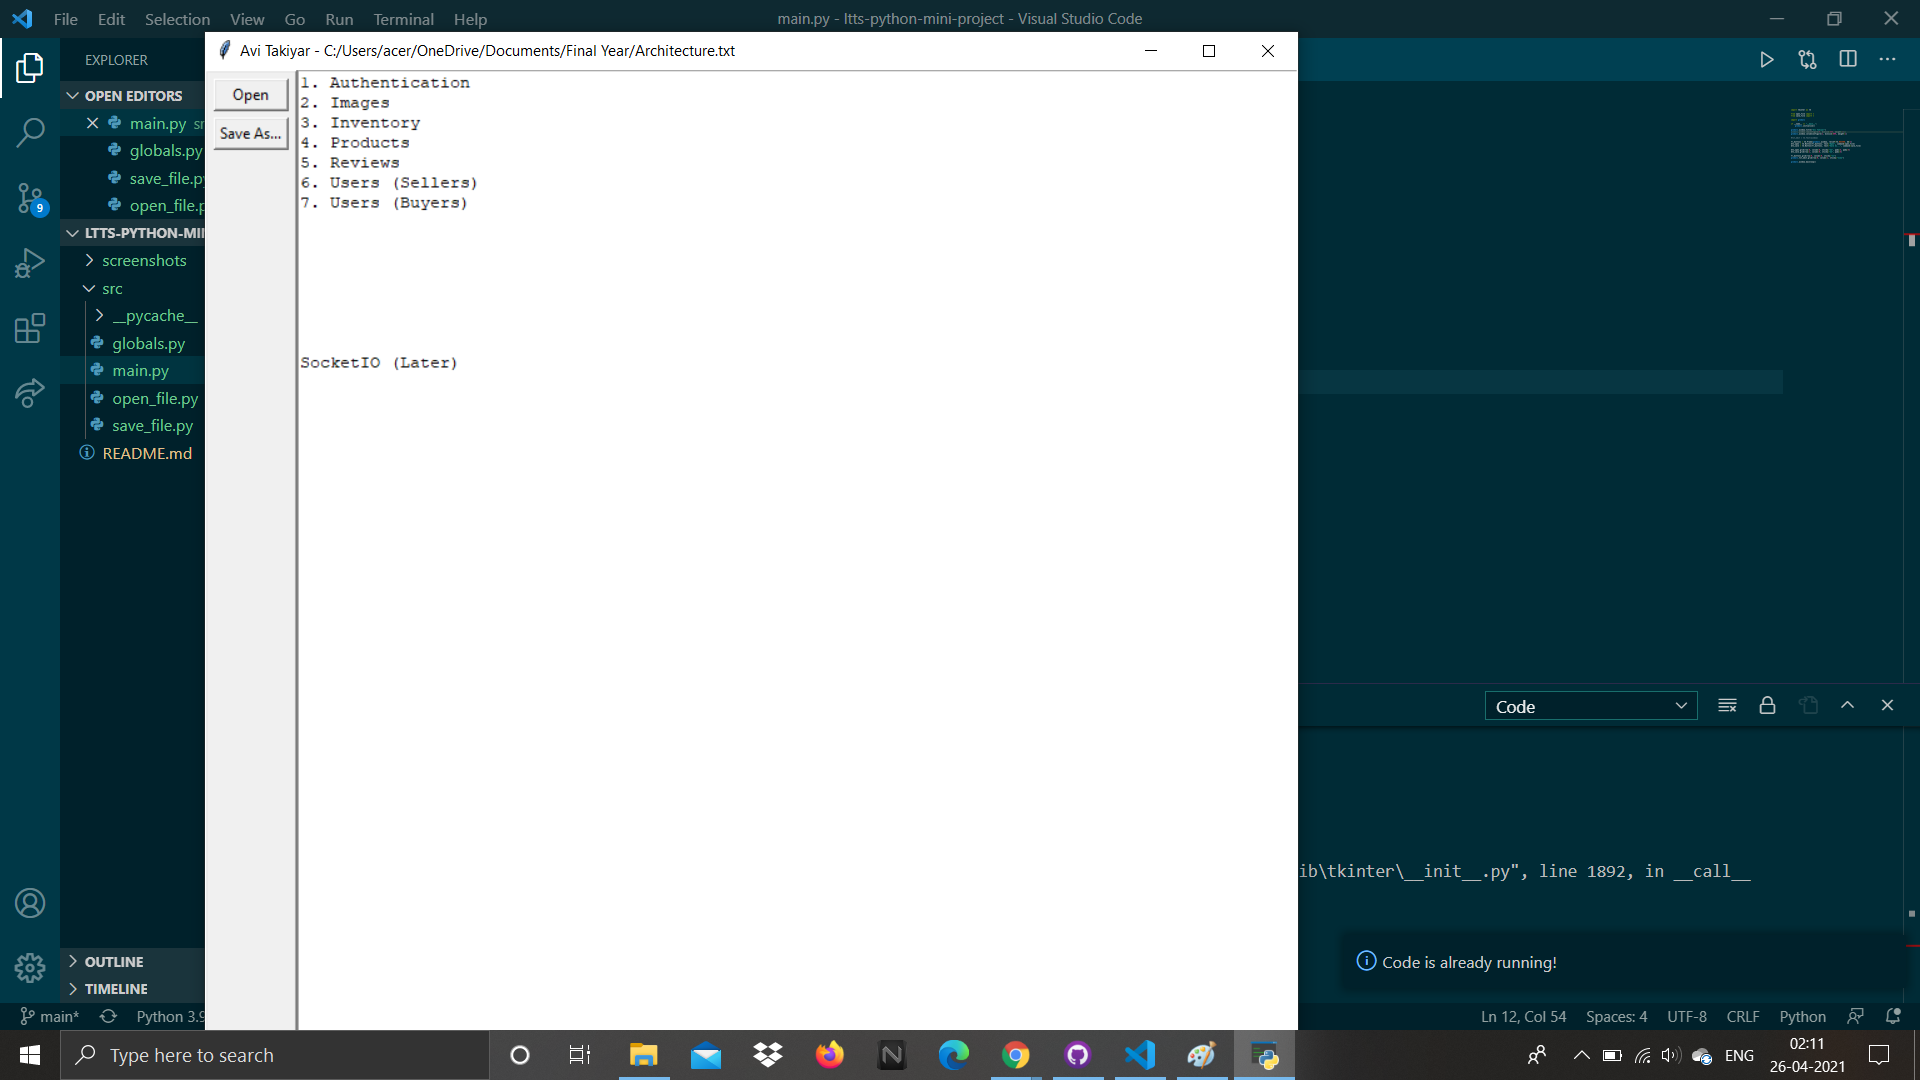 File Edit Selection View Go Run Terminal Help
main.py - ltts-python-mini-project - Visual Studio Code
EXPLORER
OPEN EDITORS
main.py sr
globals.py
save_file.py
open_file.p
LTTS-PYTHON-MI
screenshots
src
__pycache__
globals.py
main.py
open_file.py
save_file.py
README.md
OUTLINE
TIMELINE
9
Avi Takiyar - C:/Users/acer/OneDrive/Documents/Final Year/Architecture.txt
Open
Save As...
1. Authentication
2. Images
3. Inventory
4. Products
5. Reviews
6. Users (Sellers)
7. Users (Buyers)
SocketIO (Later)
Code
ib\tkinter\__init__.py", line 1892, in __call__
Code is already running!
main* Python 3.9
Ln 12, Col 54 Spaces: 4 UTF-8 CRLF Python
Type here to search
N
ENG
02:11
26-04-2021